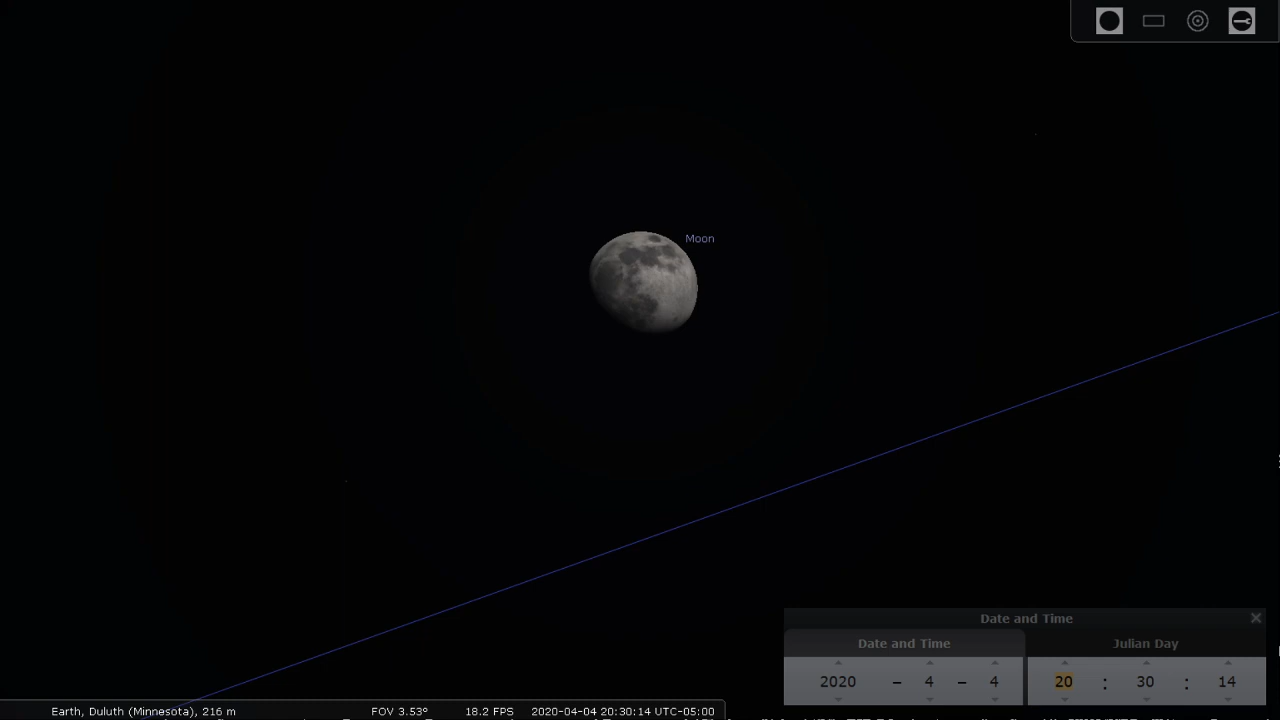 Moon
Date and Time
Date and Time Julian Day
2020 – 4 – 4 20 : 30 : 14
Earth, Duluth (Minnesota), 216 m FOV 3.53° 18.2 FPS 2020-04-04 20:30:14 UTC-05:00